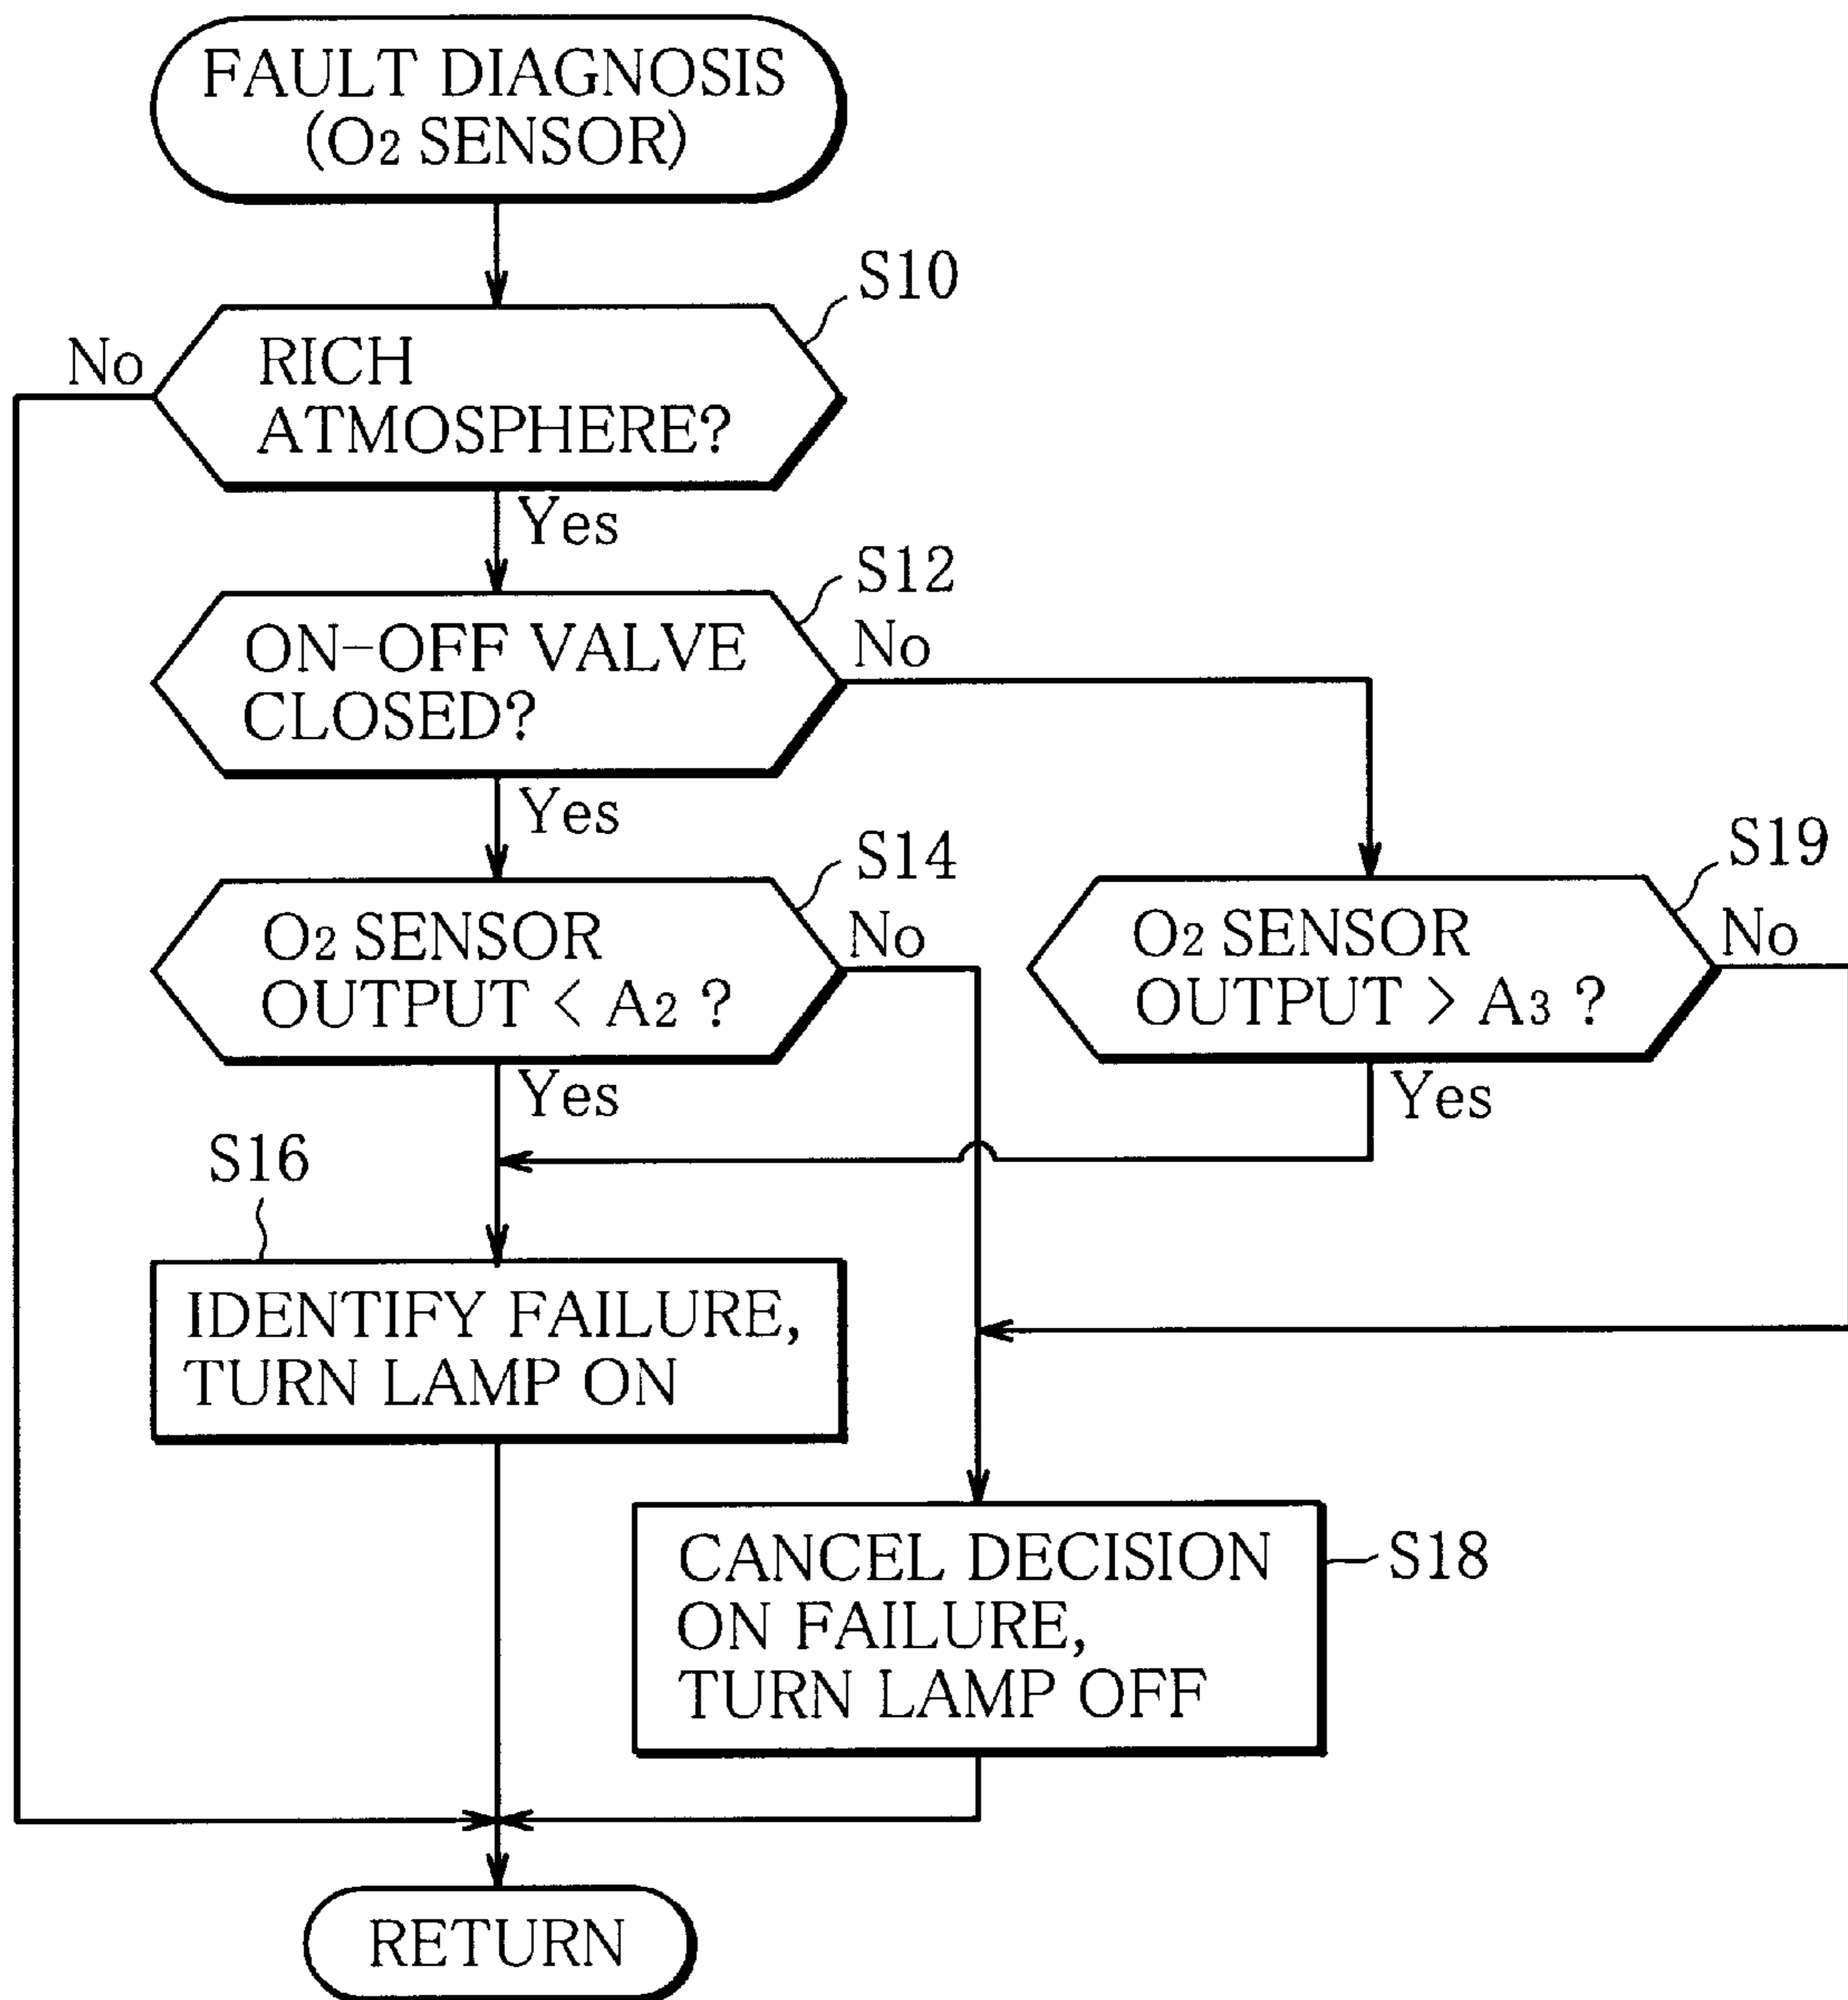 FAULT DIAGNOSIS
(O2 SENSOR)
S10
No
RICH
ATMOSPHERE?
Yes
S12
ON-OFF VALVE
CLOSED?
No
Yes
S14
O2 SENSOR
OUTPUT < A2 ?
No
S19
O2 SENSOR
OUTPUT > A3 ?
No
Yes
Yes
S16
IDENTIFY FAILURE,
TURN LAMP ON
CANCEL DECISION
ON FAILURE,
TURN LAMP OFF
S18
RETURN